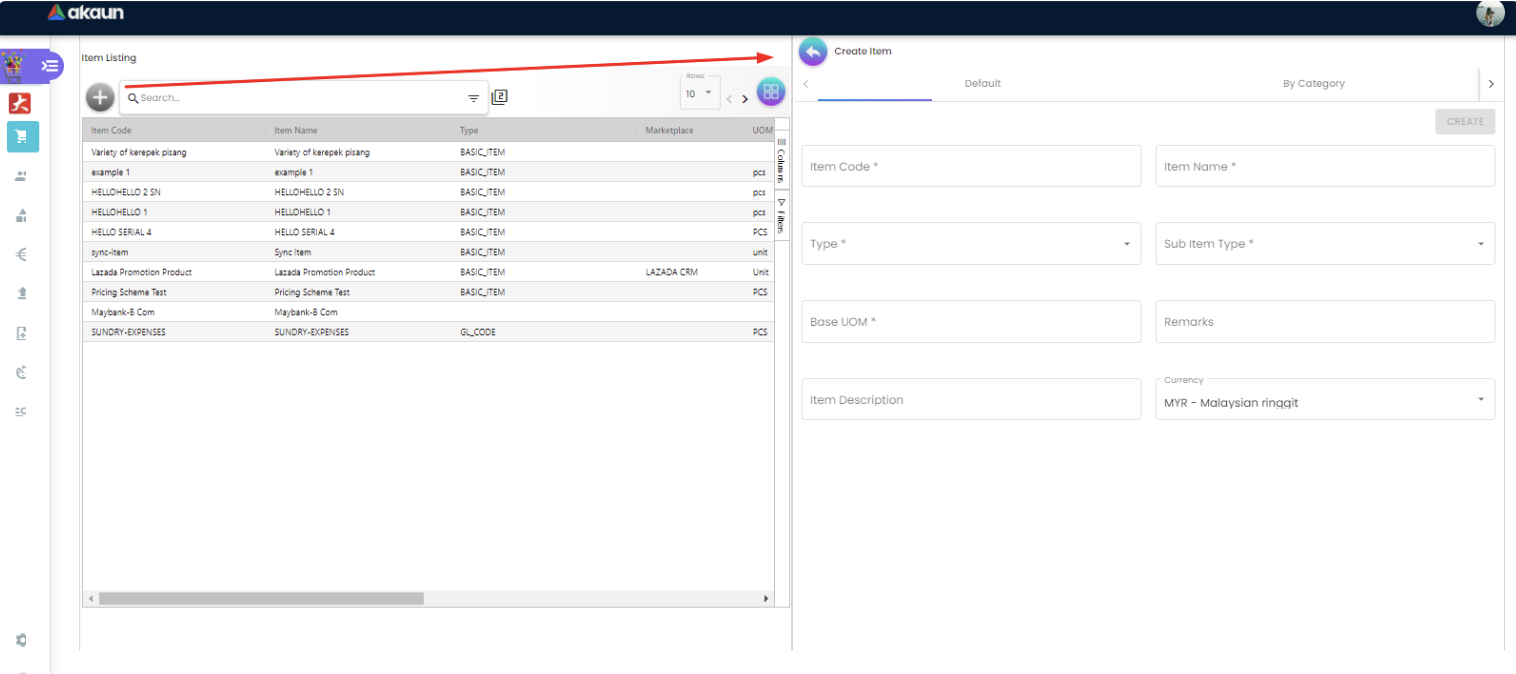 akaun
Item Listing
Search...
2
Rows
10
Item Code Item Name Type Marketplace UOM
Variety of kerepek pisang Variety of kerepek pisang BASIC_ITEM
example 1 example 1 BASIC_ITEM pcs
HELLOHELLO 2 SN HELLOHELLO 2 SN BASIC_ITEM pcs
HELLOHELLO 1 HELLOHELLO 1 BASIC_ITEM pcs
HELLO SERIAL 4 HELLO SERIAL 4 BASIC_ITEM PCS
sync-item Sync Item BASIC_ITEM unit
Lazada Promotion Product Lazada Promotion Product BASIC_ITEM LAZADA CRM Unit
Pricing Scheme Test Pricing Scheme Test BASIC_ITEM PCS
Maybank-B Com Maybank-B Com
SUNDRY-EXPENSES SUNDRY-EXPENSES GL_CODE PCS
Columns
Filters
Create Item
Default By Category
CREATE
Item Code * Item Name *
Type * Sub Item Type *
Base UOM * Remarks
Item Description
Currency
MYR - Malaysian ringgit